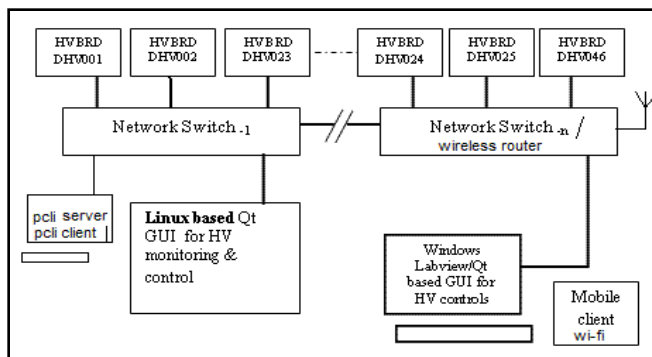 HVBRD
DHV001
HVBRD
DHV002
HVBRD
DHV023
HVBRD
DHV024
HVBRD
DHV025
HVBRD
DHV046
Network Switch -1
Network Switch -n /
wireless router
pcli server
pcli client
Linux based Qt
GUI for HV
monitoring &
control
Windows
Labview/Qt
based GUI for
HV controls
Mobile
client
wi-fi